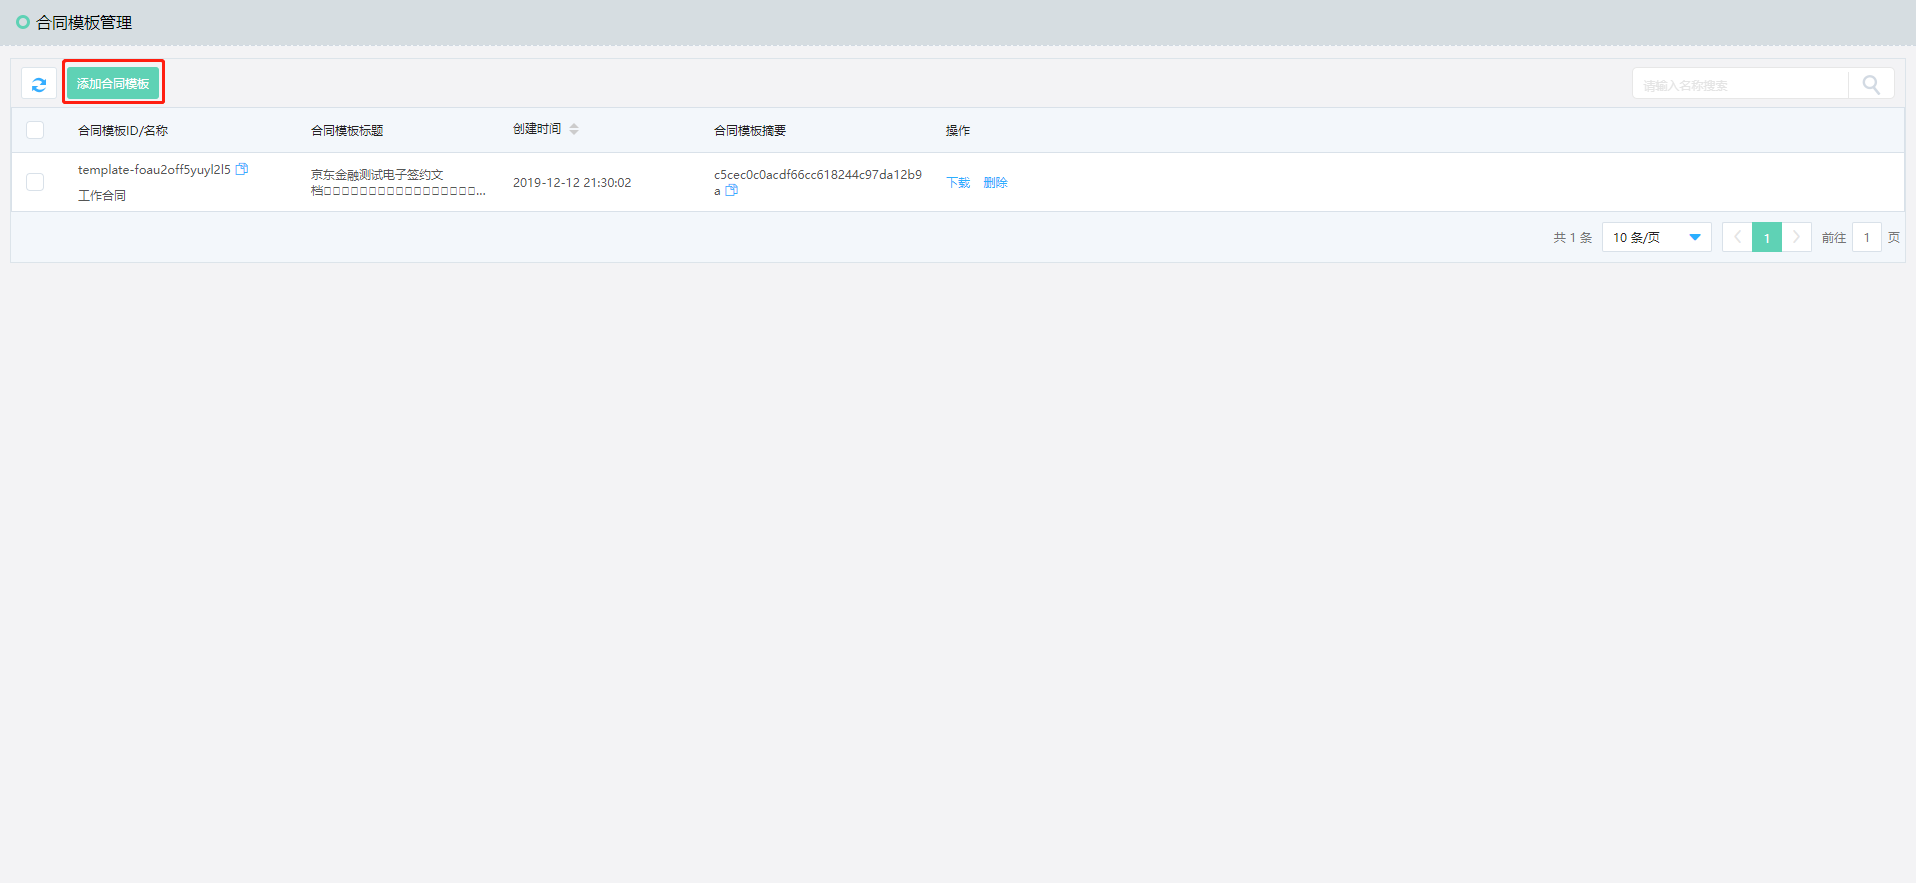 合同模板管理
添加合同模板
请输入名称搜索
合同模板ID/名称 合同模板标题 创建时间 合同模板摘要 操作
template-foau2off5yuyl2l5
工作合同
京东金融测试电子签约文
档□□□□□□□□□□□□□□□□□...
2019-12-12 21:30:02
c5cec0c0acdf66cc618244c97da12b9
a
下载 删除
共 1 条 10 条/页 1 前往 1 页